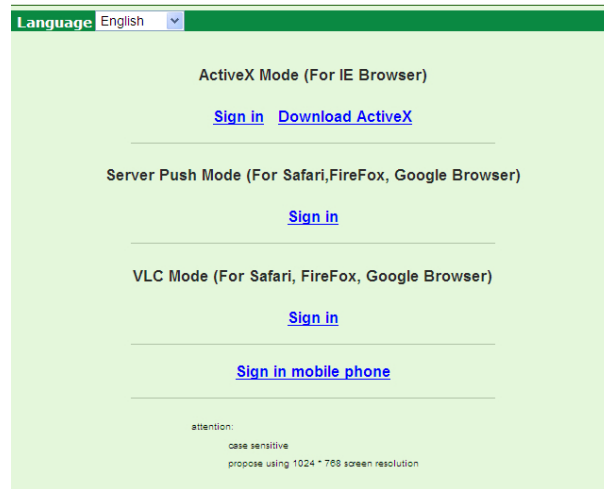 Language English
ActiveX Mode (For IE Browser)
Sign in Download ActiveX
Server Push Mode (For Safari,FireFox, Google Browser)
Sign in
VLC Mode (For Safari, FireFox, Google Browser)
Sign in
Sign in mobile phone
attention:
case sensitive
propose using 1024 * 768 screen resolution